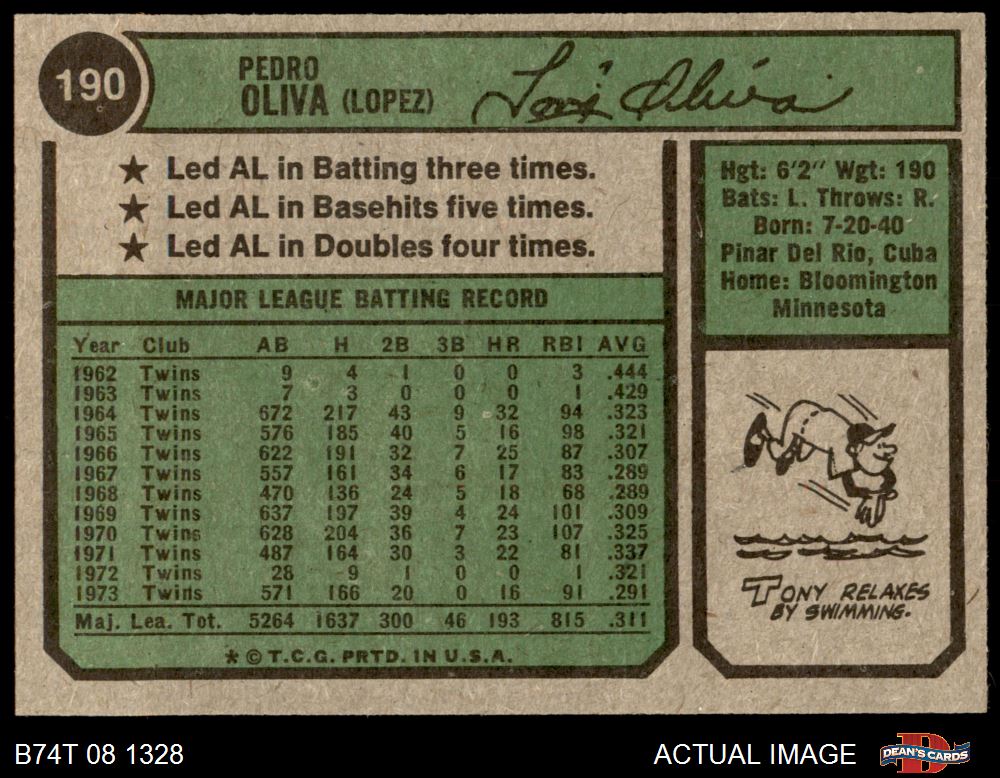 190
PEDRO
OLIVA (LOPEZ)
Toni Oliva
★ Led AL in Batting three times.
★ Led AL in Basehits five times.
★ Led AL in Doubles four times.
Hgt: 6'2" Wgt: 190
Bats: L. Throws: R.
Born: 7-20-40
Pinar Del Rio, Cuba
Home: Bloomington
Minnesota
MAJOR LEAGUE BATTING RECORD
Year Club AB H 2B 3B HR RBI AVG
1962 Twins 9 4 1 0 0 3 .444
1963 Twins 7 3 0 0 0 1 .429
1964 Twins 672 217 43 9 32 94 .323
1965 Twins 576 185 40 5 16 98 .321
1966 Twins 622 191 32 7 25 87 .307
1967 Twins 557 161 34 6 17 83 .289
1968 Twins 470 136 24 5 18 68 .289
1969 Twins 637 197 39 4 24 101 .309
1970 Twins 628 204 36 7 23 107 .325
1971 Twins 487 164 30 3 22 81 .337
1972 Twins 28 9 1 0 0 1 .321
1973 Twins 571 166 20 0 16 91 .291
Maj. Lea. Tot. 5264 1637 300 46 193 815 .311
★ © T.C.G. PRTD. IN U.S.A.
TONY RELAXES
BY SWIMMING.
B74T 08 1328
ACTUAL IMAGE
DEAN'S CARDS